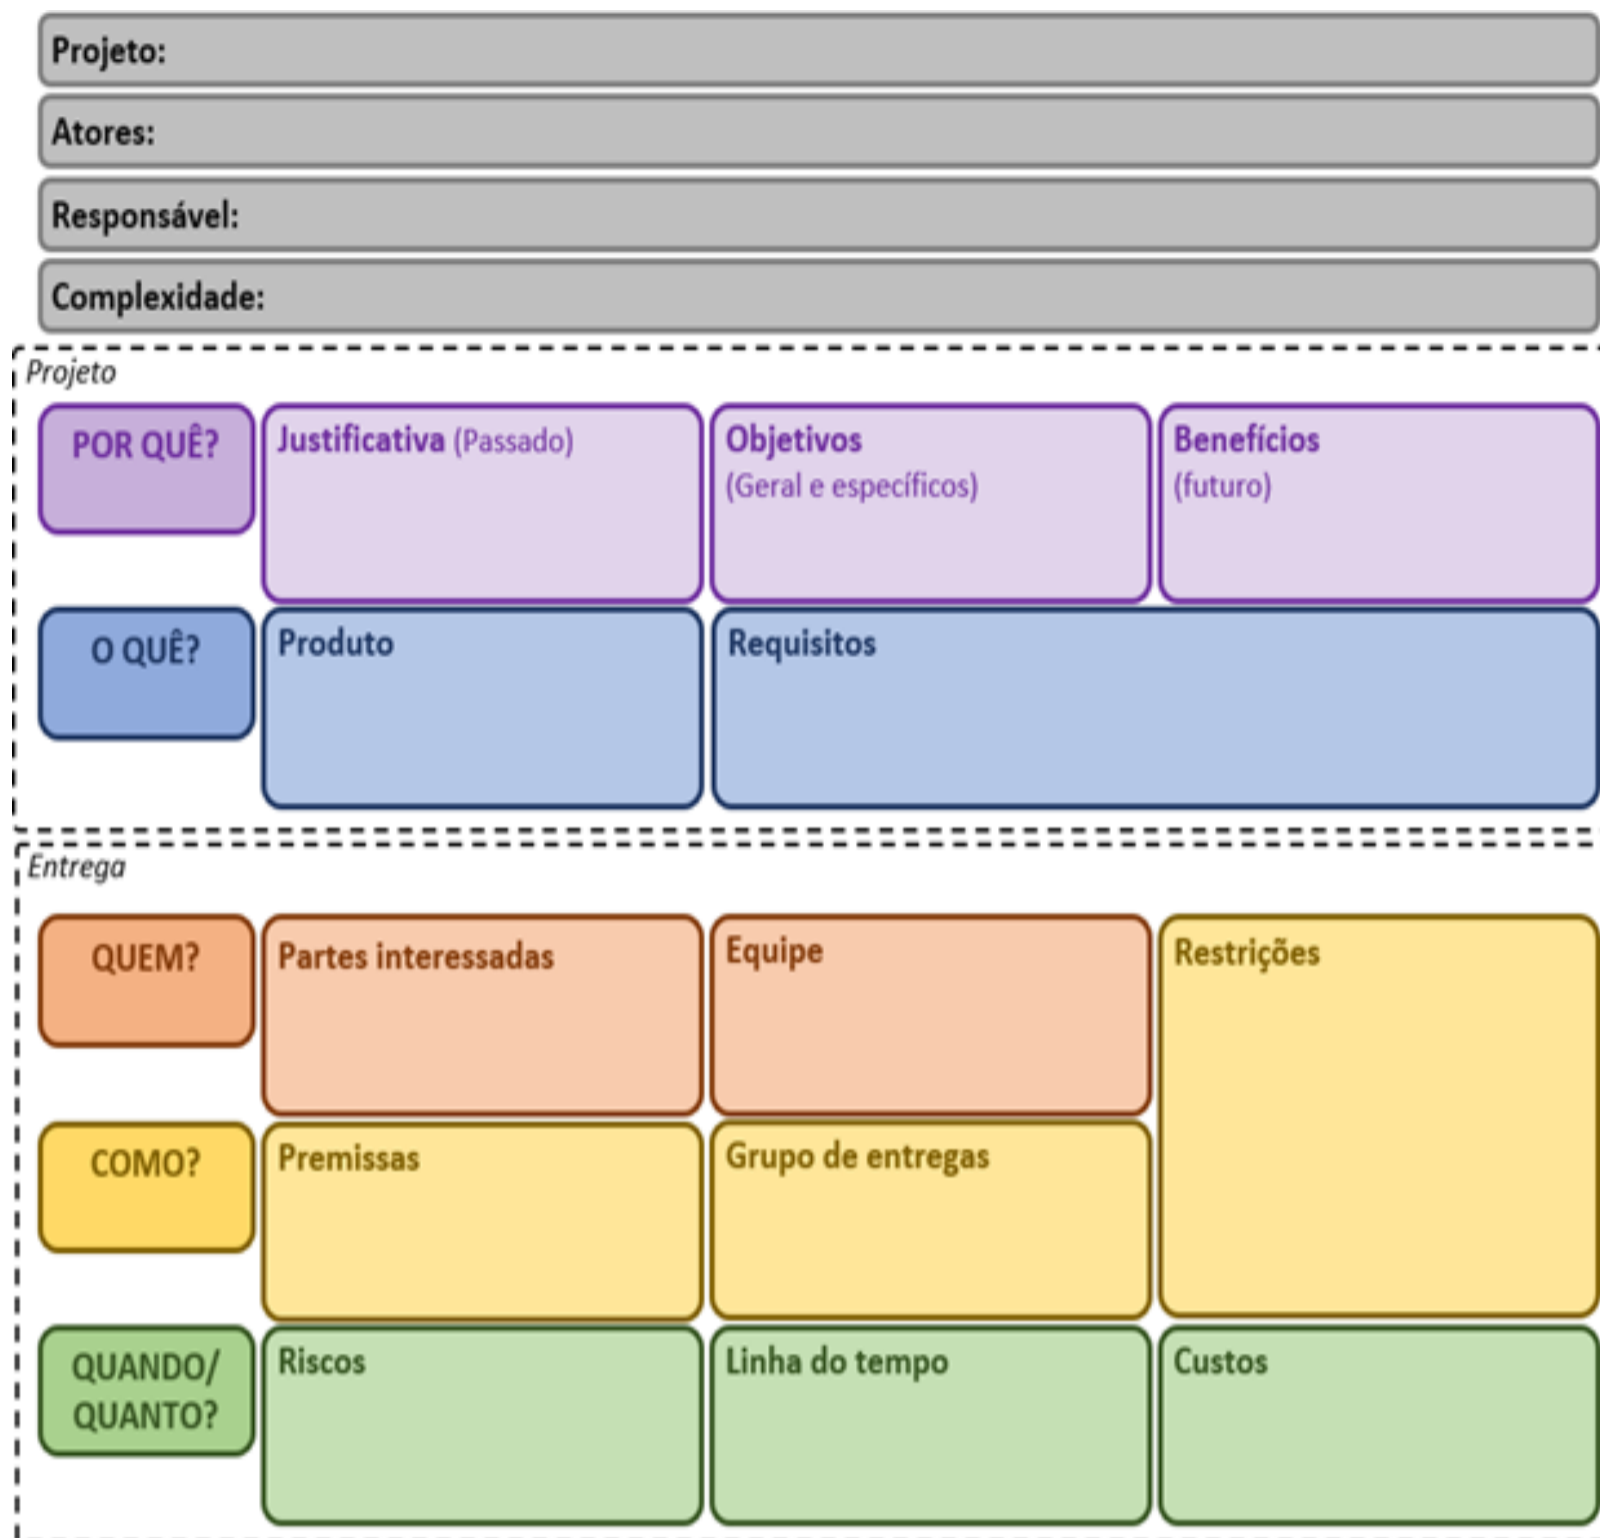 Projeto:
Atores:
Responsável:
Complexidade:
Projeto
POR QUÊ?
Justificativa (Passado)
Objetivos
(Geral e específicos)
Benefícios
(futuro)
O QUÊ?
Produto
Requisitos
Entrega
QUEM?
Partes interessadas
Equipe
Restrições
COMO?
Premissas
Grupo de entregas
QUANDO/
QUANTO?
Riscos
Linha do tempo
Custos